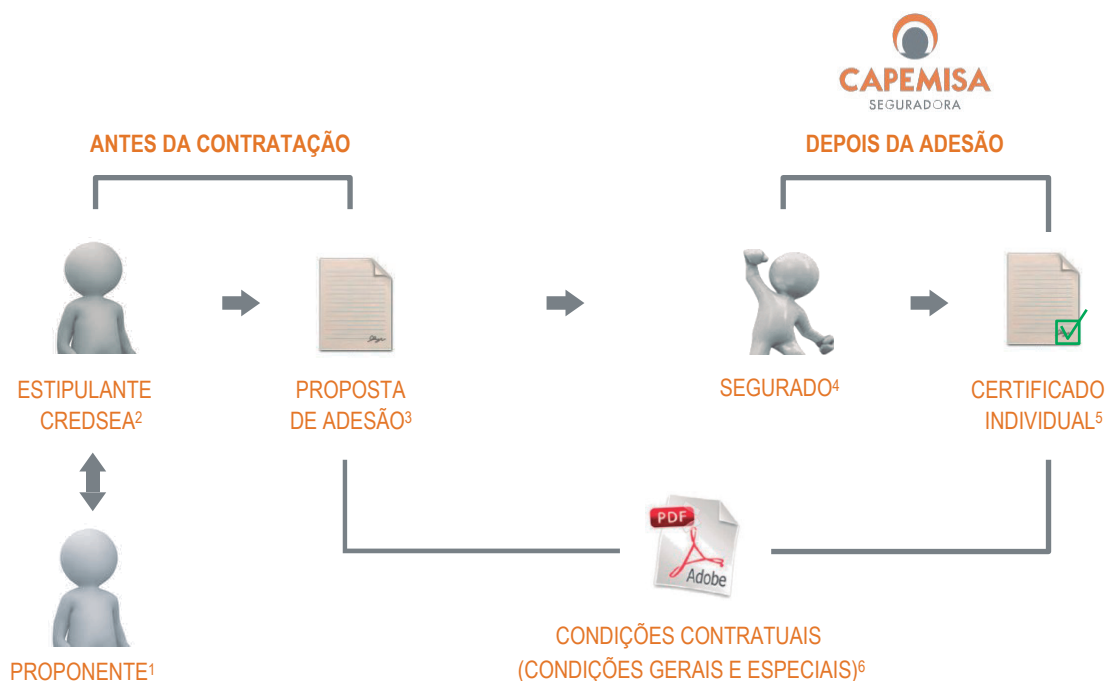 CAPEMISA
SEGURADORA
ANTES DA CONTRATAÇÃO
DEPOIS DA ADESÃO
ESTIPULANTE
CREDSEA²
PROPOSTA
DE ADESÃO³
SEGURADO⁴
CERTIFICADO
INDIVIDUAL⁵
PDF
Adobe
PROPONENTE¹
CONDIÇÕES CONTRATUAIS
(CONDIÇÕES GERAIS E ESPECIAIS)⁶